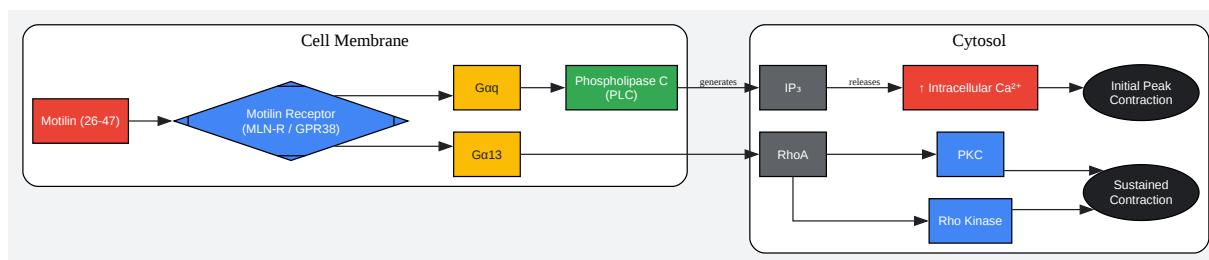 Cell Membrane
Motilin (26-47)
Motilin Receptor
(MLN-R / GPR38)
Gαq
Gα13
Phospholipase C
(PLC)
generates
Cytosol
IP₃
releases
↑ Intracellular Ca²⁺
Initial Peak
Contraction
RhoA
PKC
Rho Kinase
Sustained
Contraction